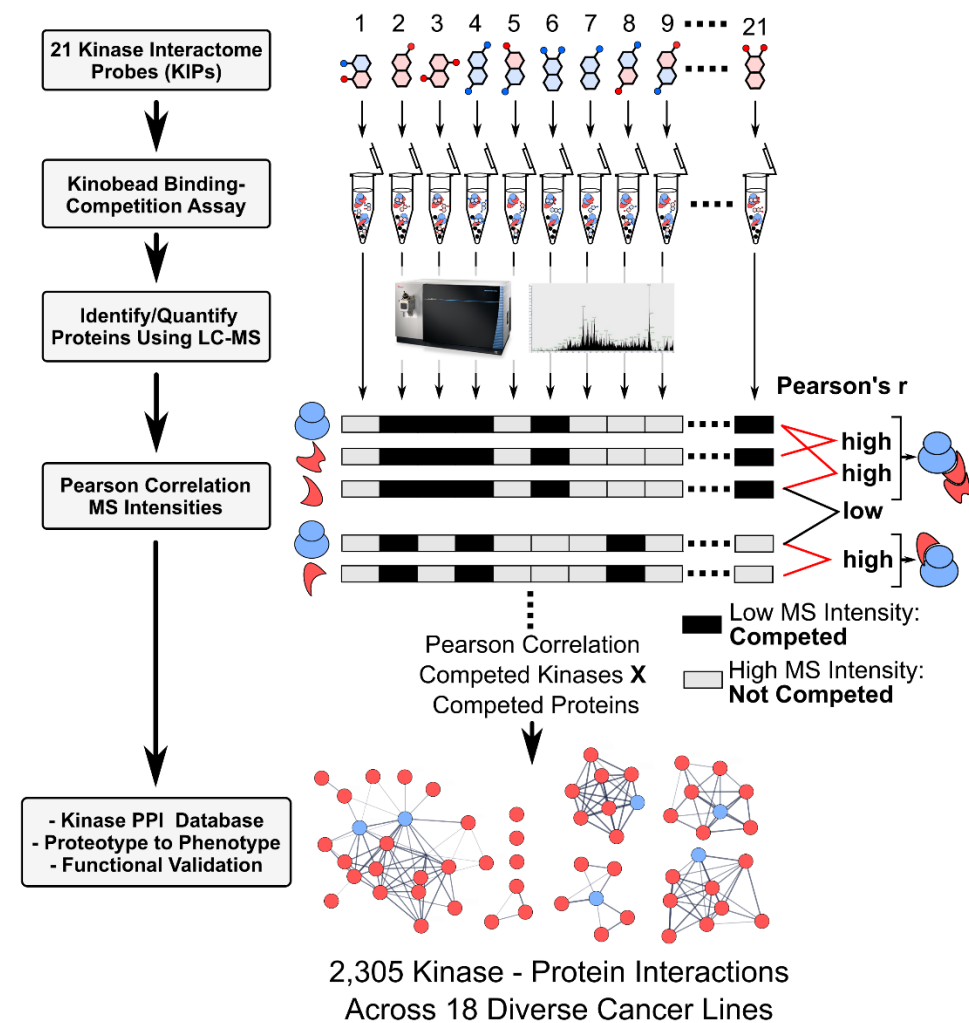 21 Kinase Interactome
Probes (KIPs)
1 2 3 4 5 6 7 8 9 21
Kinobead Binding-
Competition Assay
Identify/Quantify
Proteins Using LC-MS
Pearson's r
high
high
low
high
Pearson Correlation
MS Intensities
Low MS Intensity:
Competed
High MS Intensity:
Not Competed
Pearson Correlation
Competed Kinases X
Competed Proteins
- Kinase PPI Database
- Proteotype to Phenotype
- Functional Validation
2,305 Kinase - Protein Interactions
Across 18 Diverse Cancer Lines